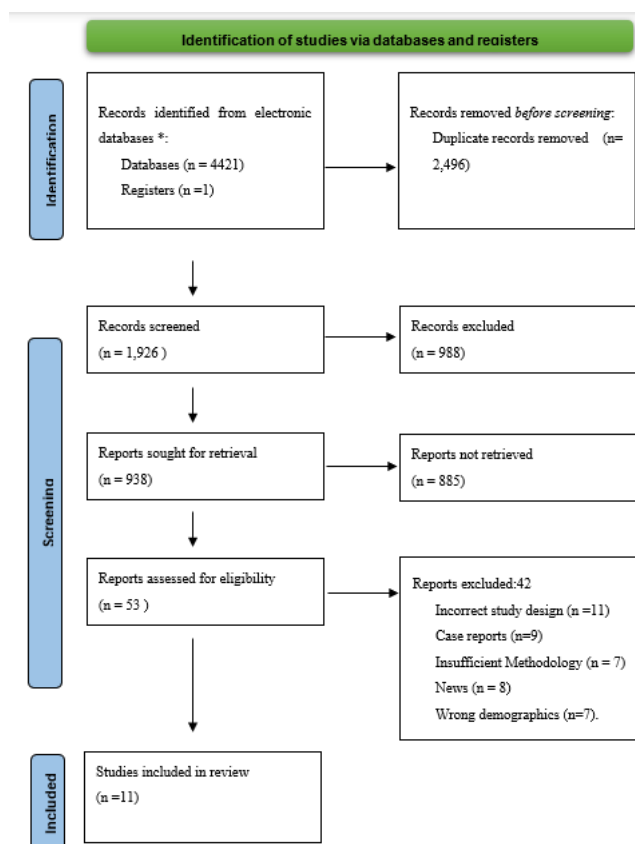 Identification of studies via databases and registers
Identification
Records identified from electronic
databases *:
Databases (n = 4421)
Registers (n =1)
Records removed before screening:
Duplicate records removed (n=
2,496)
Screening
Records screened
(n = 1,926 )
Records excluded
(n = 988)
Reports sought for retrieval
(n = 938)
Reports not retrieved
(n = 885)
Reports assessed for eligibility
(n = 53 )
Reports excluded:42
Incorrect study design (n =11)
Case reports (n=9)
Insufficient Methodology (n = 7)
News (n = 8)
Wrong demographics (n=7).
Included
Studies included in review
(n =11)